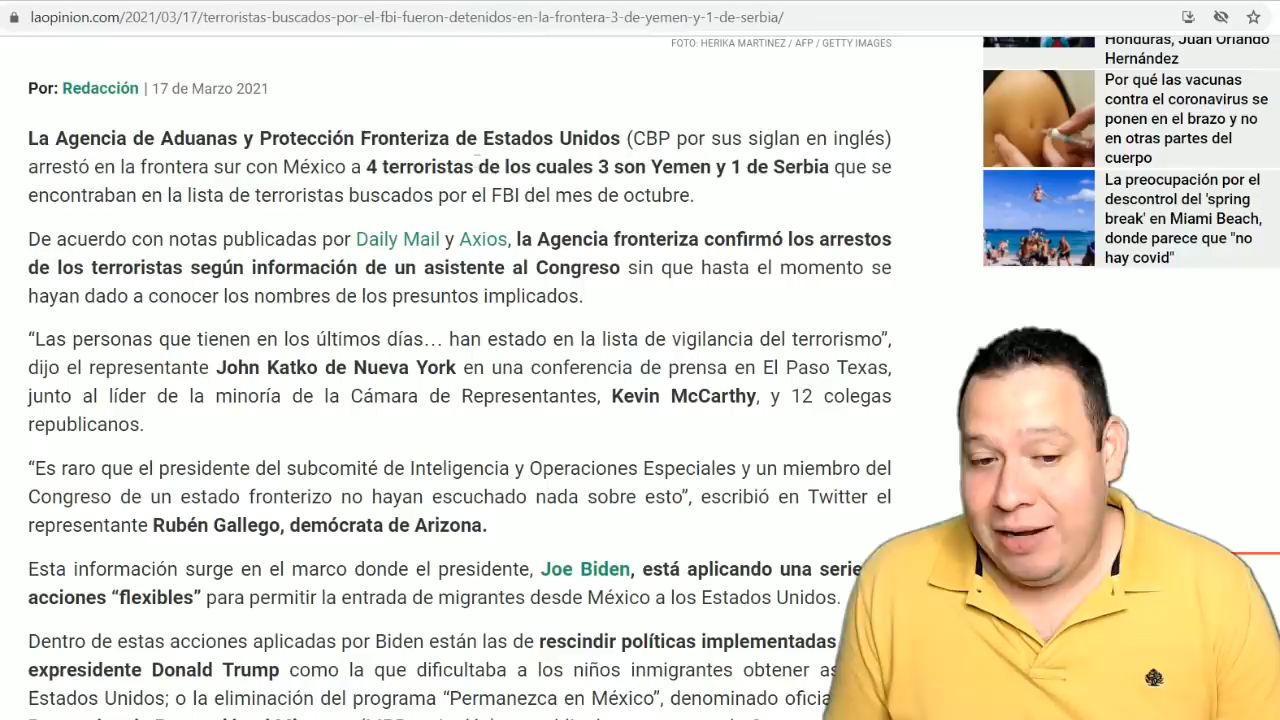 laopinion.com/2021/03/17/terroristas-buscados-por-el-fbi-fueron-detenidos-en-la-frontera-3-de-yemen-y-1-de-serbia/
FOTO: HERIKA MARTINEZ / AFP / GETTY IMAGES
Por: Redacción | 17 de Marzo 2021
La Agencia de Aduanas y Protección Fronteriza de Estados Unidos (CBP por sus siglan en inglés)
arrestó en la frontera sur con México a 4 terroristas de los cuales 3 son Yemen y 1 de Serbia que se
encontraban en la lista de terroristas buscados por el FBI del mes de octubre.
De acuerdo con notas publicadas por Daily Mail y Axios, la Agencia fronteriza confirmó los arrestos
de los terroristas según información de un asistente al Congreso sin que hasta el momento se
hayan dado a conocer los nombres de los presuntos implicados.
“Las personas que tienen en los últimos días… han estado en la lista de vigilancia del terrorismo”,
dijo el representante John Katko de Nueva York en una conferencia de prensa en El Paso Texas,
junto al líder de la minoría de la Cámara de Representantes, Kevin McCarthy, y 12 colegas
republicanos.
“Es raro que el presidente del subcomité de Inteligencia y Operaciones Especiales y un miembro del
Congreso de un estado fronterizo no hayan escuchado nada sobre esto”, escribió en Twitter el
representante Rubén Gallego, demócrata de Arizona.
Esta información surge en el marco donde el presidente, Joe Biden, está aplicando una serie
acciones “flexibles” para permitir la entrada de migrantes desde México a los Estados Unidos.
Dentro de estas acciones aplicadas por Biden están las de rescindir políticas implementadas
expresidente Donald Trump como la que dificultaba a los niños inmigrantes obtener
Estados Unidos; o la eliminación del programa “Permanezca en México”, denominado
Honduras, Juan Orlando
Hernández
Por qué las vacunas
contra el coronavirus se
ponen en el brazo y no
en otras partes del
cuerpo
La preocupación por el
descontrol del 'spring
break' en Miami Beach,
donde parece que "no
hay covid"